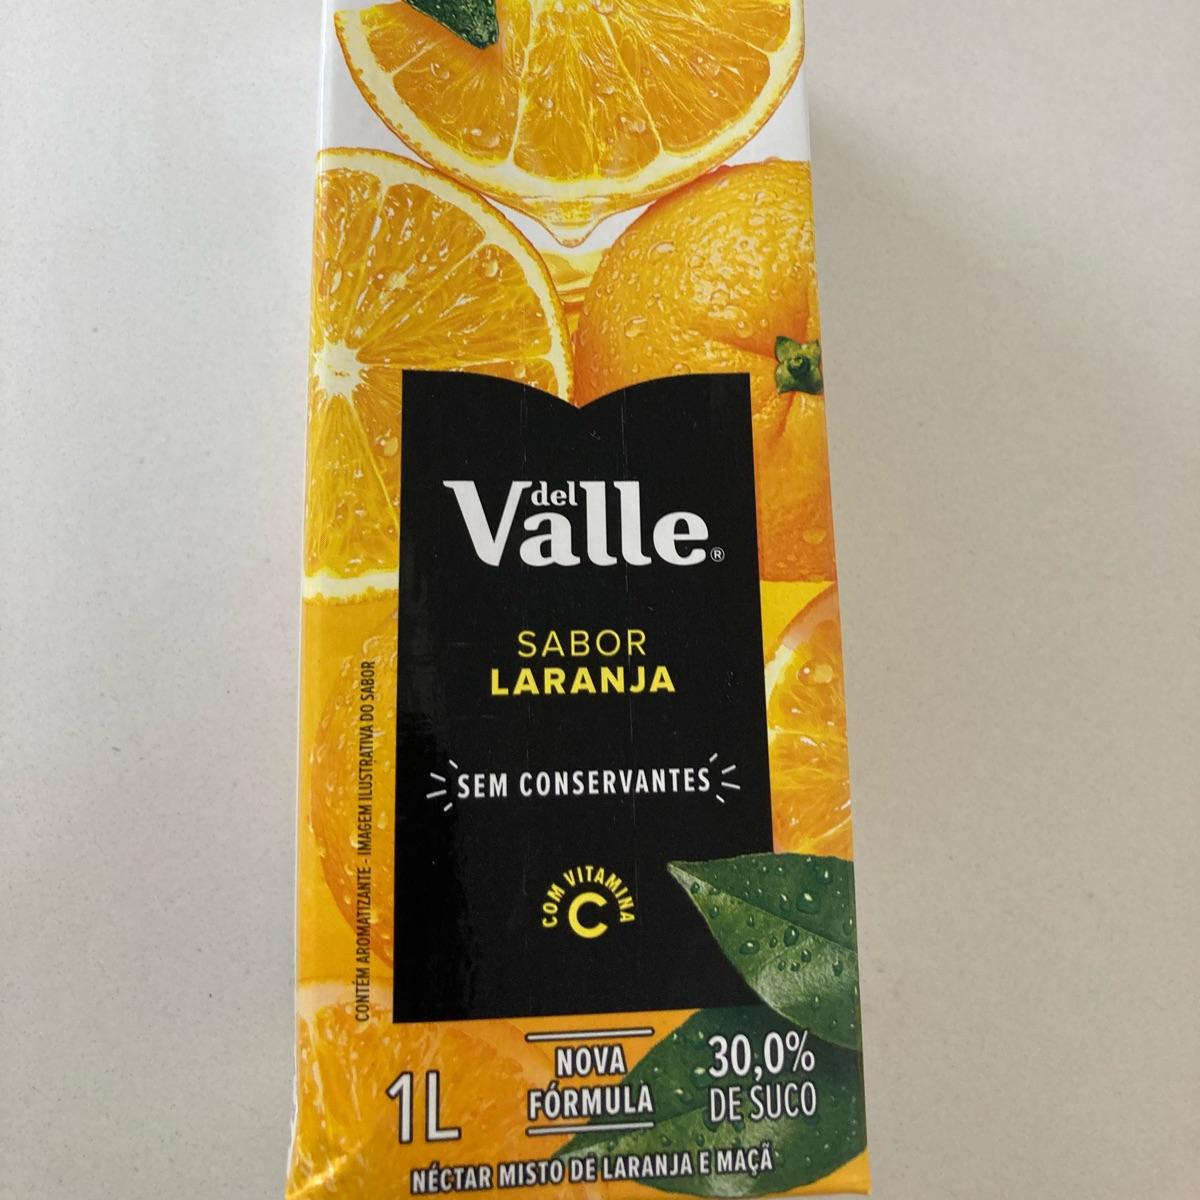 del
Valle®
SABOR
LARANJA
SEM CONSERVANTES
COM VITAMINA
C
CONTÉM AROMATIZANTE - IMAGEM ILUSTRATIVA DO SABOR
1L
NOVA
FÓRMULA
30,0%
DE SUCO
NÉCTAR MISTO DE LARANJA E MAÇÃ